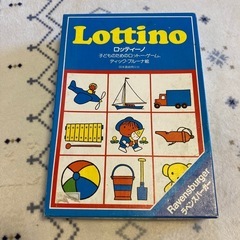 Lottino
ロッティーノ
子どものためのロットー・ゲーム
ディック・ブルーナ 絵
Ravensburger
ラベンスバーガー